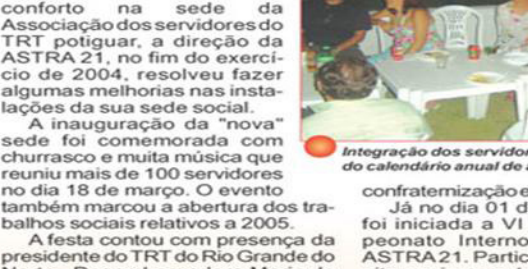 conforto na sede da
Associação dos servidores do
TRT potiguar, a direção da
ASTRA 21, no fim do exercí-
cio de 2004, resolveu fazer
algumas melhorias nas insta-
lações da sua sede social.
A inauguração da "nova"
sede foi comemorada com
churrasco e muita música que
reuniu mais de 100 servidores
no dia 18 de março. O evento
também marcou a abertura dos tra-
balhos sociais relativos a 2005.
A festa contou com presença da
presidente do TRT do Rio Grande do
Integração dos servidor
do calendário anual de a
confraternização e
Já no dia 01 d
foi iniciada a VI
peonato Interno
ASTRA 21. Partic